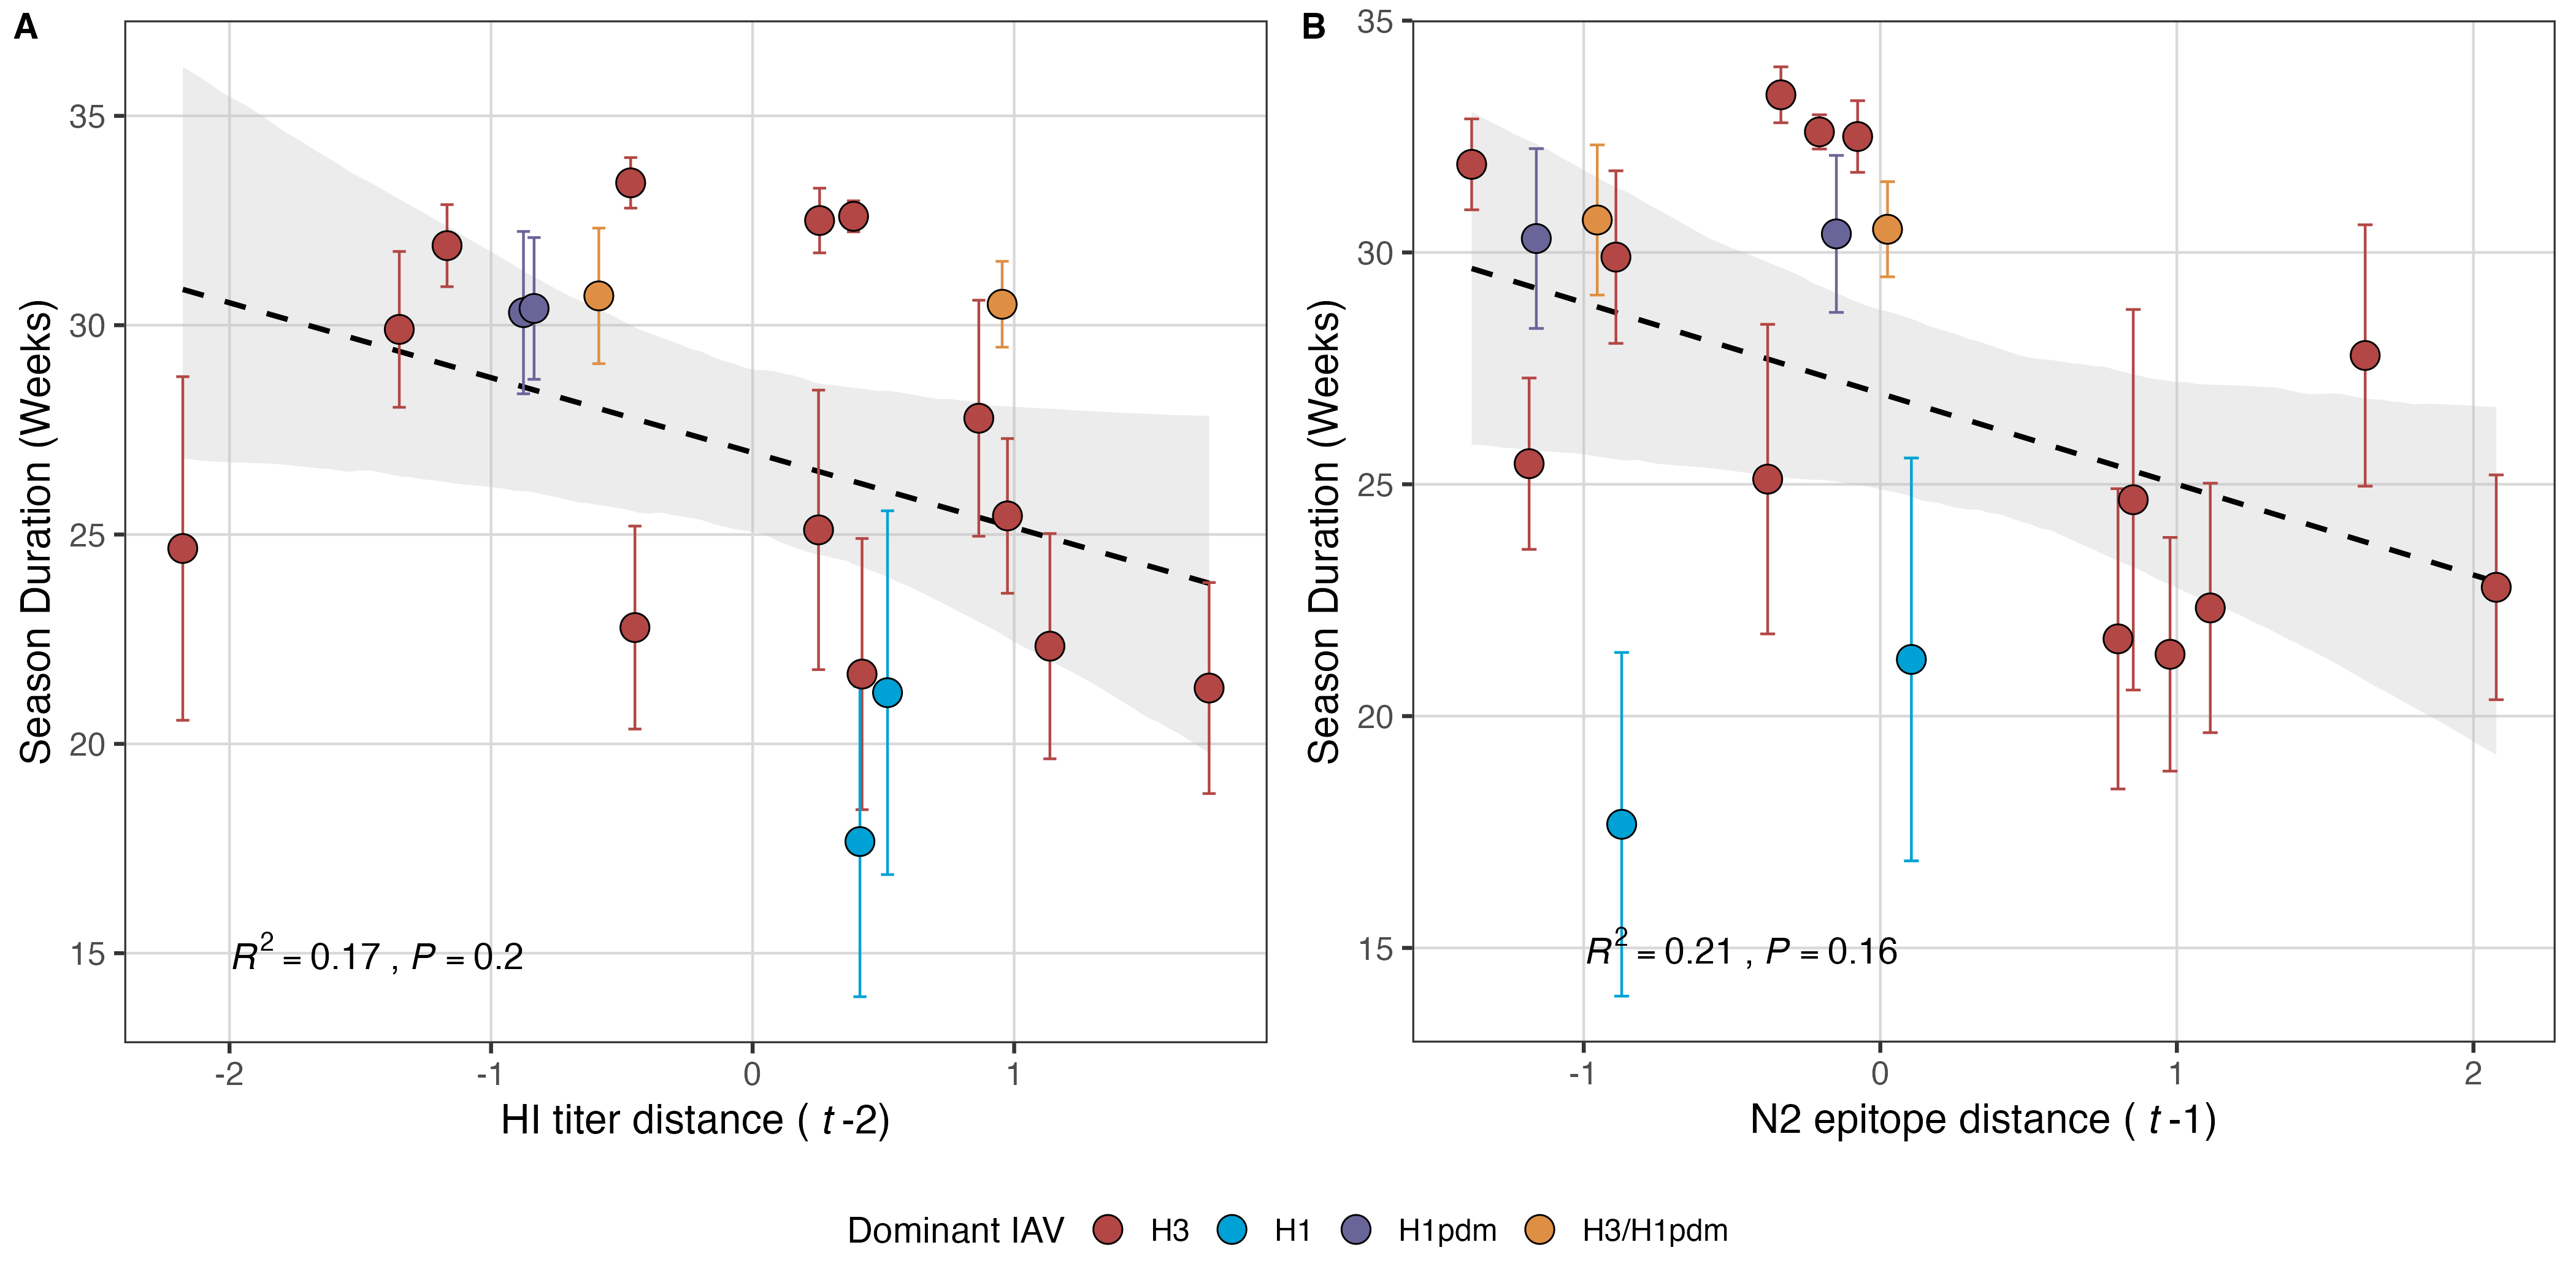 A
35
30
25
20
15
Season Duration (Weeks)
R² = 0.17 , P = 0.2
-2 -1 0 1
HI titer distance ( t -2)
B
35
30
25
20
15
Season Duration (Weeks)
R² = 0.21 , P = 0.16
-1 0 1 2
N2 epitope distance ( t -1)
Dominant IAV H3 H1 H1pdm H3/H1pdm